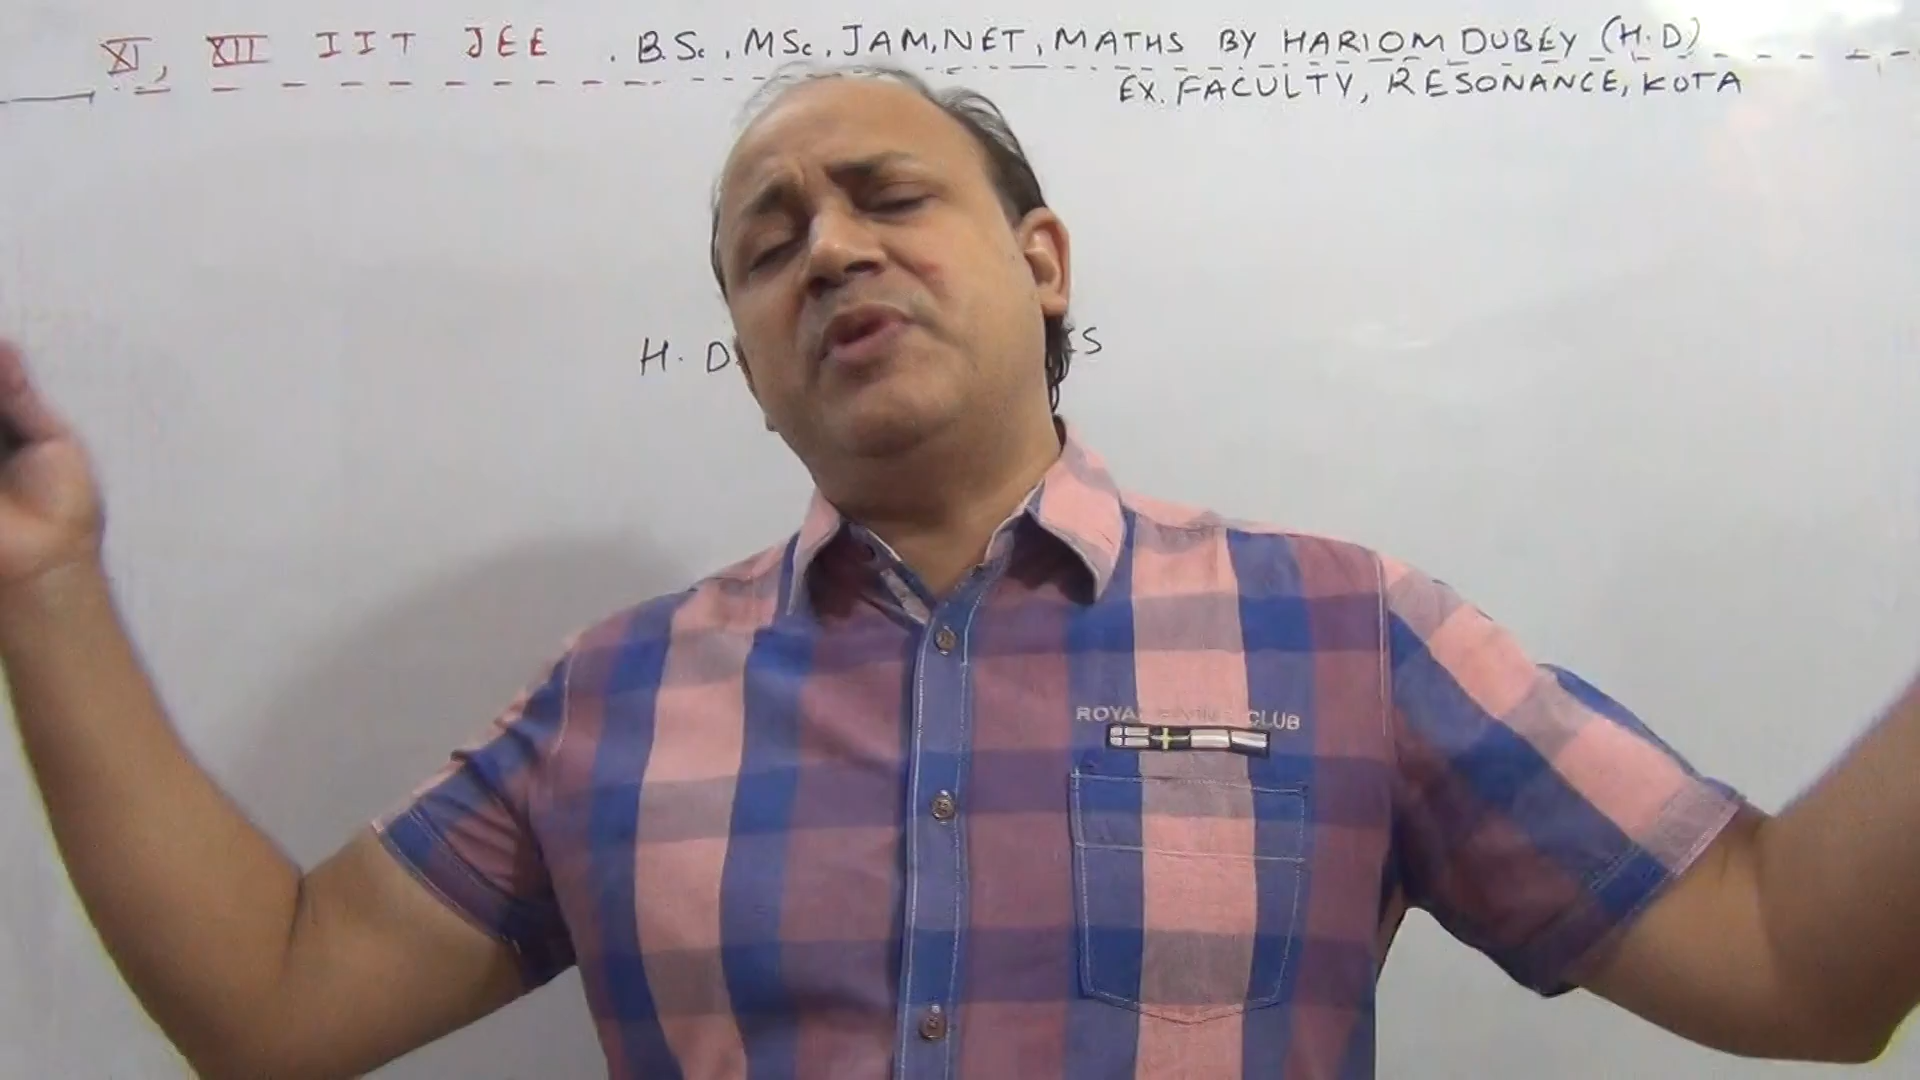 XI, XII IIT JEE . B.Sc, MSc, JAM, NET, MATHS BY HARIOM DUBEY (H.D)
EX. FACULTY, RESONANCE, KOTA
H. D.
ROYAL CLUB